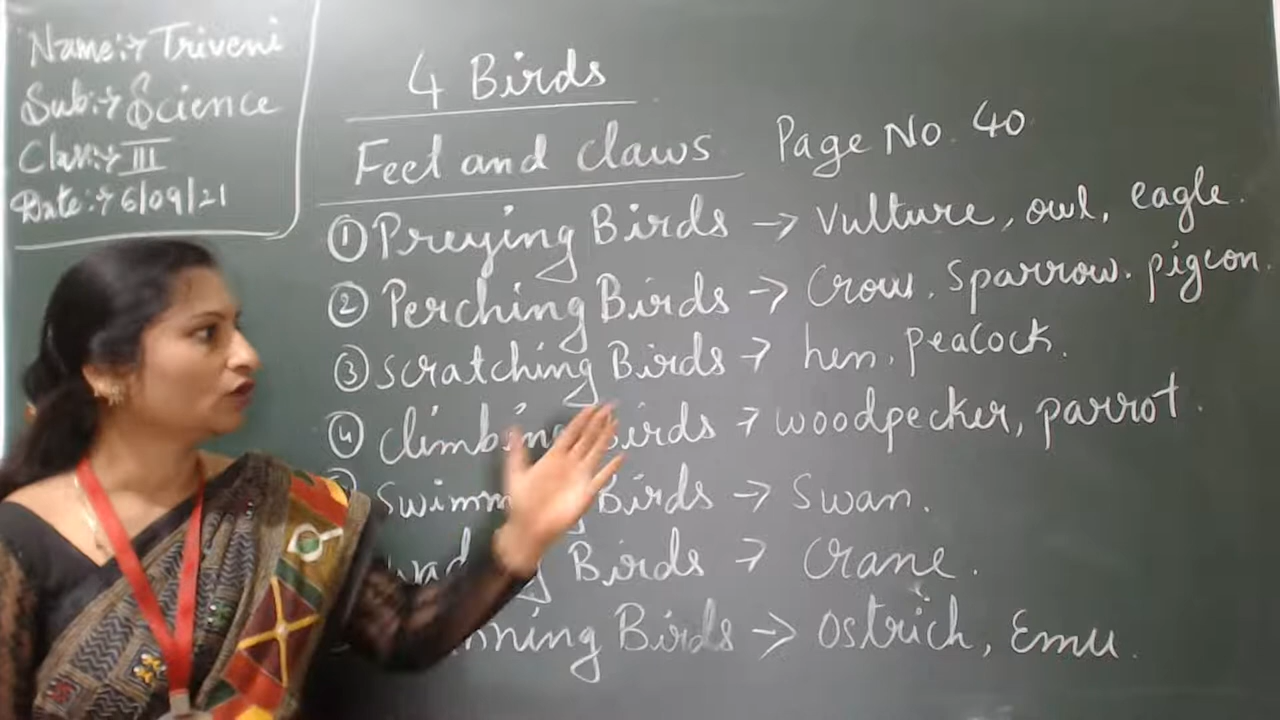 Name:→ Triveni
Sub:→ Science
Class:→ III
Date:→ 6/09/21
4 Birds
Feet and claws Page No. 40
① Preying Birds → Vulture, owl, eagle.
② Perching Birds → Crow, Sparrow. pigeon.
③ Scratching Birds → hen, peacock.
④ Climbing Birds → woodpecker, parrot.
Birds → Swan.
Birds → Crane.
Birds → Ostrich, Emu.